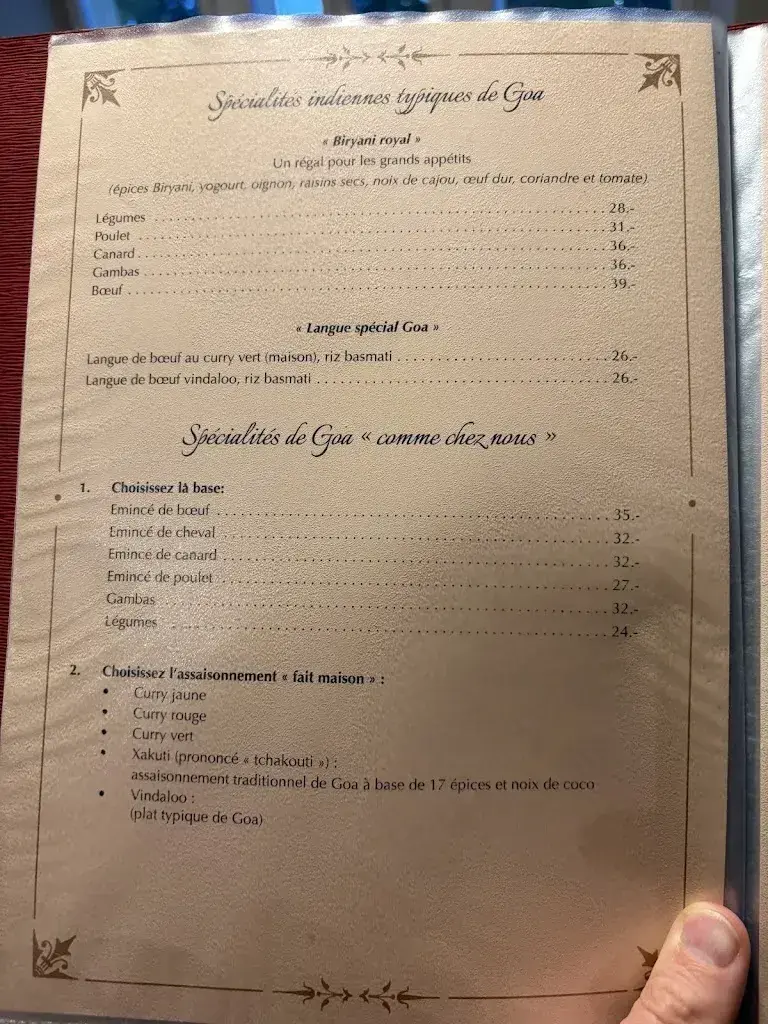 Spécialités indiennes typiques de Goa
« Biryani royal »
Un régal pour les grands appétits
(épices Biryani, yogourt, oignon, raisins secs, noix de cajou, œuf dur, coriandre et tomate)
Légumes 28.-
Poulet 31.-
Canard 36.-
Gambas 36.-
Bœuf 39.-
« Langue spécial Goa »
Langue de bœuf au curry vert (maison), riz basmati 26.-
Langue de bœuf vindaloo, riz basmati 26.-
Spécialités de Goa « comme chez nous »
1. Choisissez la base:
Emincé de bœuf 35.-
Emincé de cheval 32.-
Emincé de canard 32.-
Emincé de poulet 27.-
Gambas 32.-
Légumes 24.-
2. Choisissez l'assaisonnement « fait maison » :
• Curry jaune
• Curry rouge
• Curry vert
• Xakuti (prononcé « tchakouti ») :
assaisonnement traditionnel de Goa à base de 17 épices et noix de coco
• Vindaloo :
(plat typique de Goa)